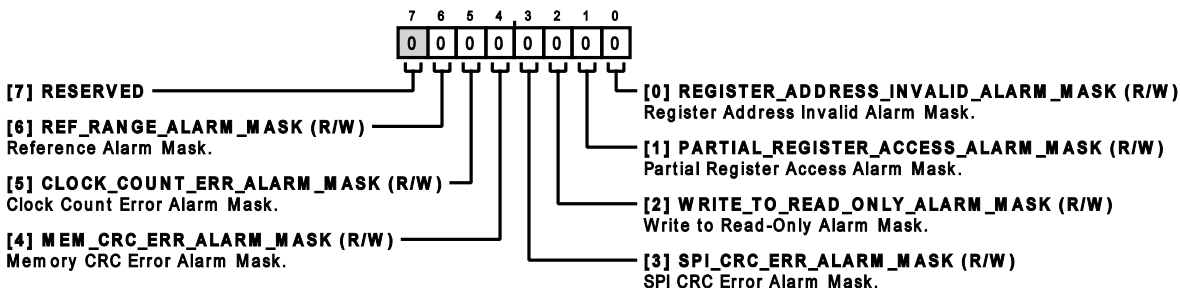 7 6 5 4 3 2 1 0
0 0 0 0 0 0 0 0
[7] RESERVED
[6] REF_RANGE_ALARM_MASK (R/W)
Reference Alarm Mask.
[5] CLOCK_COUNT_ERR_ALARM_MASK (R/W)
Clock Count Error Alarm Mask.
[4] MEM_CRC_ERR_ALARM_MASK (R/W)
Memory CRC Error Alarm Mask.
[0] REGISTER_ADDRESS_INVALID_ALARM_MASK (R/W)
Register Address Invalid Alarm Mask.
[1] PARTIAL_REGISTER_ACCESS_ALARM_MASK (R/W)
Partial Register Access Alarm Mask.
[2] WRITE_TO_READ_ONLY_ALARM_MASK (R/W)
Write to Read-Only Alarm Mask.
[3] SPI_CRC_ERR_ALARM_MASK (R/W)
SPI CRC Error Alarm Mask.